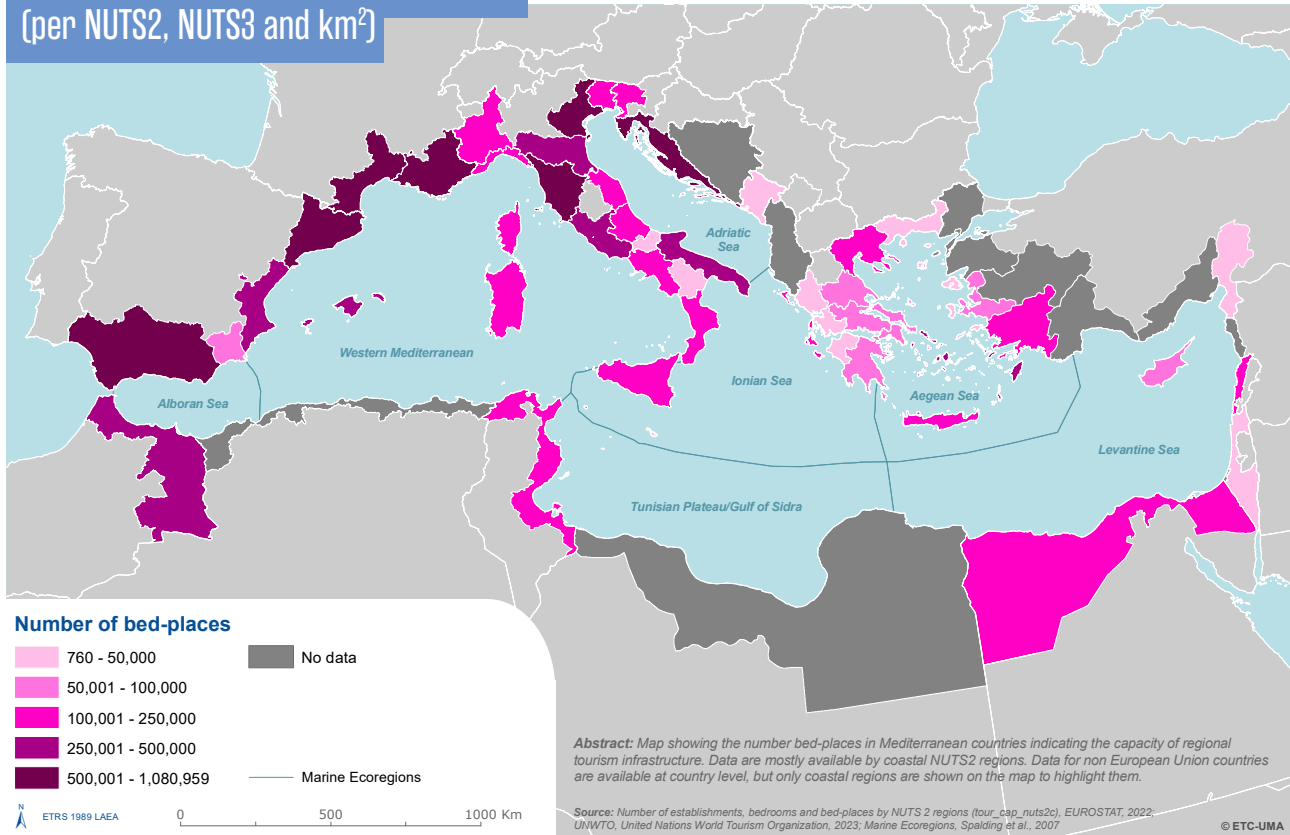 (per NUTS2, NUTS3 and km²)
Adriatic
Sea
Western Mediterranean
Ionian Sea
Aegean Sea
Alboran Sea
Levantine Sea
Tunisian Plateau/Gulf of Sidra
Number of bed-places
760 - 50,000
No data
50,001 - 100,000
100,001 - 250,000
250,001 - 500,000
500,001 - 1,080,959
Marine Ecoregions
N
ETRS 1989 LAEA
0 500 1000 Km
Abstract: Map showing the number bed-places in Mediterranean countries indicating the capacity of regional
tourism infrastructure. Data are mostly available by coastal NUTS2 regions. Data for non European Union countries
are available at country level, but only coastal regions are shown on the map to highlight them.
Source: Number of establishments, bedrooms and bed-places by NUTS 2 regions (tour_cap_nuts2c), EUROSTAT, 2022;
UNWTO, United Nations World Tourism Organization, 2023; Marine Ecoregions, Spalding et al., 2007
© ETC-UMA